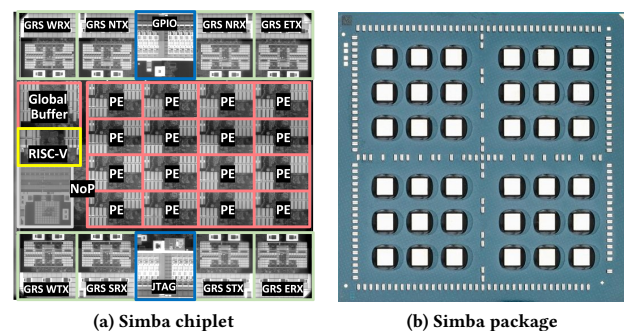 GRS WRX GRS NTX GPIO GRS NRX GRS ETX
Global
Buffer
PE PE PE PE
RISC-V
PE PE PE PE
NoP
PE PE PE PE
PE PE PE PE
GRS WTX GRS SRX JTAG GRS STX GRS ERX
(a) Simba chiplet
(b) Simba package